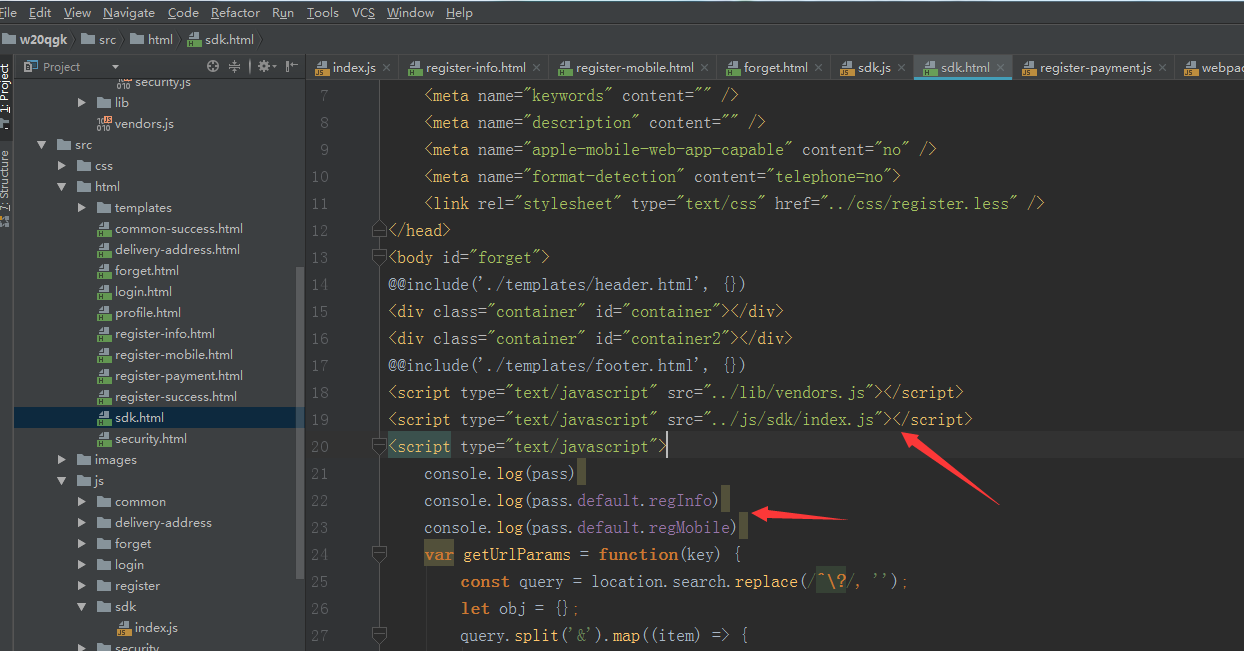 File Edit View Navigate Code Refactor Run Tools VCS Window Help
w20qgk src html sdk.html
1: Project
7: Structure
Project
security.js
lib
vendors.js
src
css
html
templates
common-success.html
delivery-address.html
forget.html
login.html
profile.html
register-info.html
register-mobile.html
register-payment.html
register-success.html
sdk.html
security.html
images
js
common
delivery-address
forget
login
register
sdk
index.js
security
index.js register-info.html register-mobile.html forget.html sdk.js sdk.html register-payment.js webpac
7 <meta name="keywords" content="" />
8 <meta name="description" content="" />
9 <meta name="apple-mobile-web-app-capable" content="no" />
10 <meta name="format-detection" content="telephone=no">
11 <link rel="stylesheet" type="text/css" href="../css/register.less" />
12 </head>
13 <body id="forget">
14 @@include('./templates/header.html', {})
15 <div class="container" id="container"></div>
16 <div class="container" id="container2"></div>
17 @@include('./templates/footer.html', {})
18 <script type="text/javascript" src="../lib/vendors.js"></script>
19 <script type="text/javascript" src="../js/sdk/index.js"></script>
20 <script type="text/javascript">
21 console.log(pass)
22 console.log(pass.default.regInfo)
23 console.log(pass.default.regMobile)
24 var getUrlParams = function(key) {
25 const query = location.search.replace(/^\?/, '');
26 let obj = {};
27 query.split('&').map((item) => {